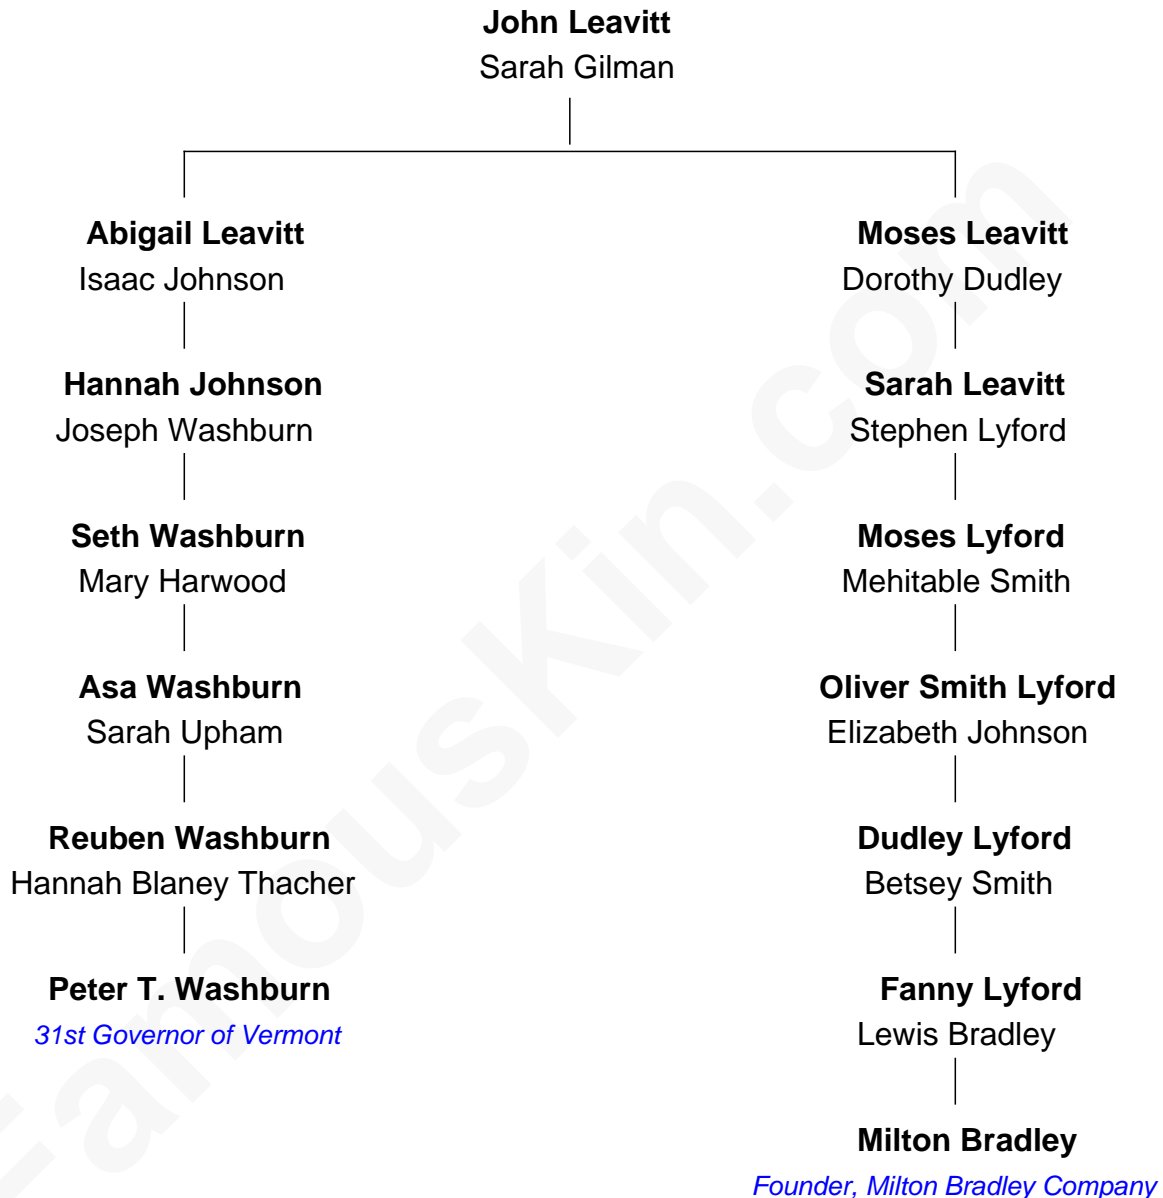 John Leavitt
Sarah Gilman
Abigail Leavitt
Isaac Johnson
Hannah Johnson
Joseph Washburn
Seth Washburn
Mary Harwood
Asa Washburn
Sarah Upham
Reuben Washburn
Hannah Blaney Thacher
Peter T. Washburn
31st Governor of Vermont
Moses Leavitt
Dorothy Dudley
Sarah Leavitt
Stephen Lyford
Moses Lyford
Mehitable Smith
Oliver Smith Lyford
Elizabeth Johnson
Dudley Lyford
Betsey Smith
Fanny Lyford
Lewis Bradley
Milton Bradley
Founder, Milton Bradley Company
FamousKin.com